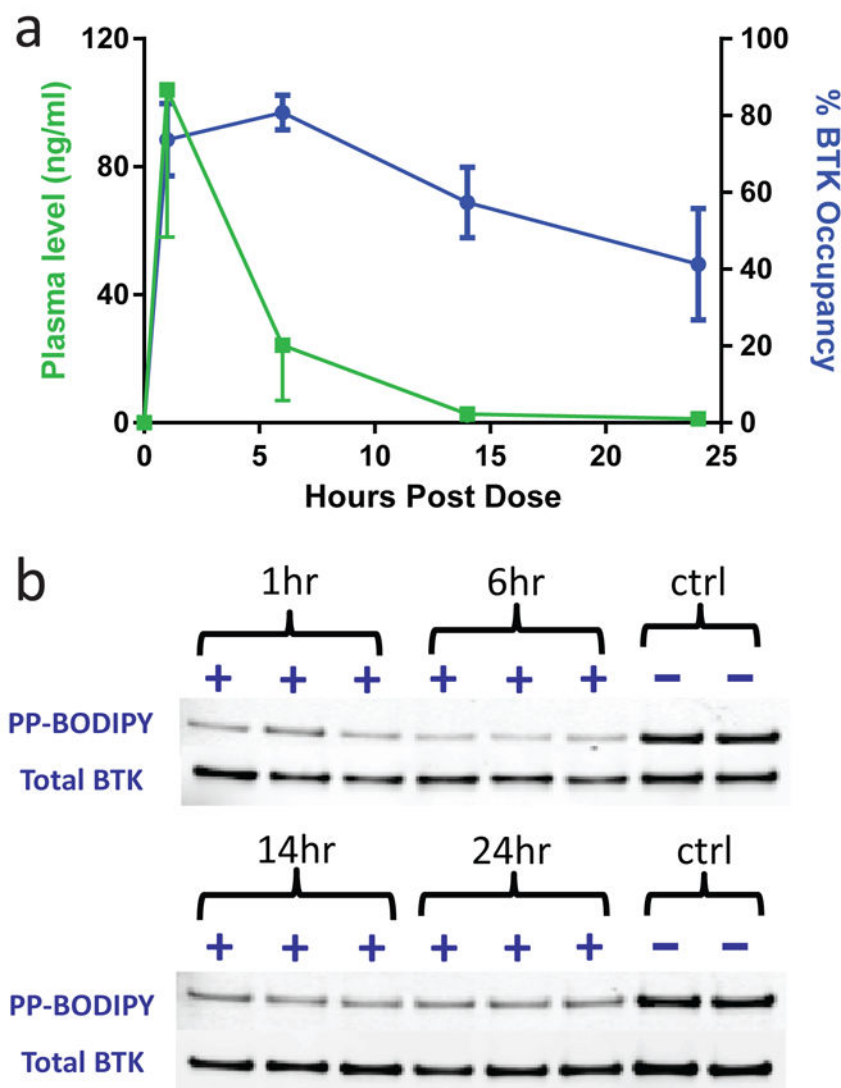 a
120
80
40
0
Plasma level (ng/ml)
100
80
60
40
20
0
% BTK Occupancy
0 5 10 15 20 25
Hours Post Dose
b
1hr 6hr ctrl
+ + + + + + − −
PP-BODIPY
Total BTK
14hr 24hr ctrl
+ + + + + + − −
PP-BODIPY
Total BTK